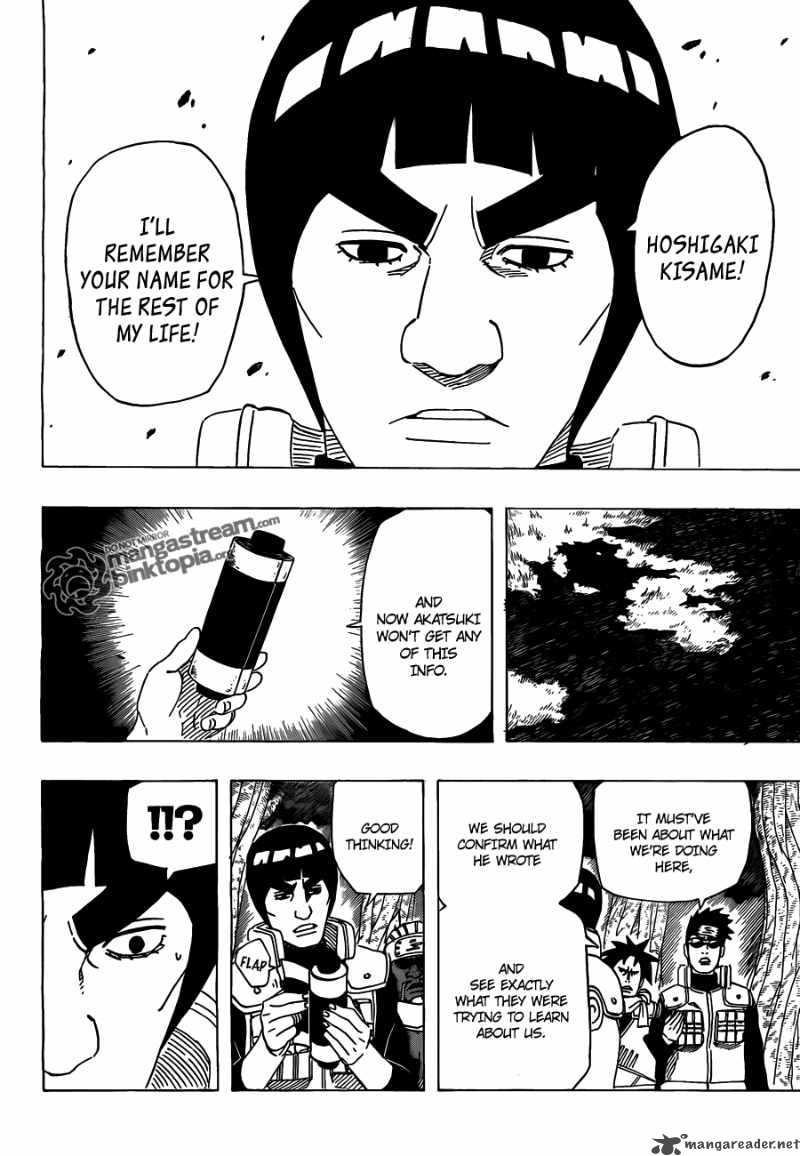 HOSHIGAKI
KISAME!
I'LL
REMEMBER
YOUR NAME FOR
THE REST OF
MY LIFE!
AND
NOW AKATSUKI
WON'T GET ANY
OF THIS
INFO.
DO NOT MIRROR
mangastream.com
pinktopia.org
IT MUST'VE
BEEN ABOUT WHAT
WE'RE DOING
HERE,
WE SHOULD
CONFIRM WHAT
HE WROTE
AND
SEE EXACTLY
WHAT THEY WERE
TRYING TO LEARN
ABOUT US.
GOOD
THINKING!
FLAP
!!?
mangareader.net